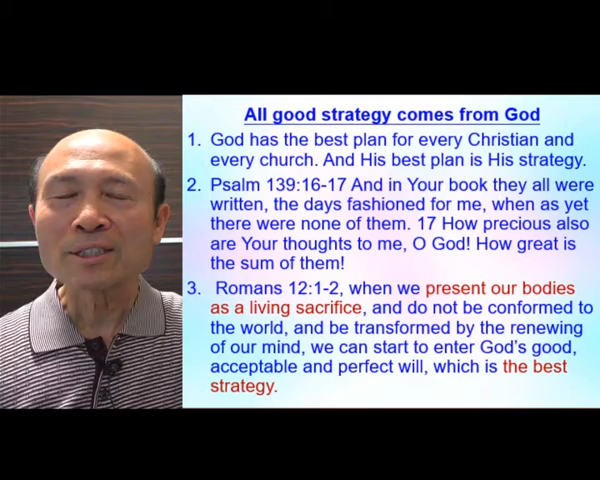 All good strategy comes from God
1. God has the best plan for every Christian and
every church. And His best plan is His strategy.
2. Psalm 139:16-17 And in Your book they all were
written, the days fashioned for me, when as yet
there were none of them. 17 How precious also
are Your thoughts to me, O God! How great is
the sum of them!
3. Romans 12:1-2, when we present our bodies
as a living sacrifice, and do not be conformed to
the world, and be transformed by the renewing
of our mind, we can start to enter God's good,
acceptable and perfect will, which is the best
strategy.